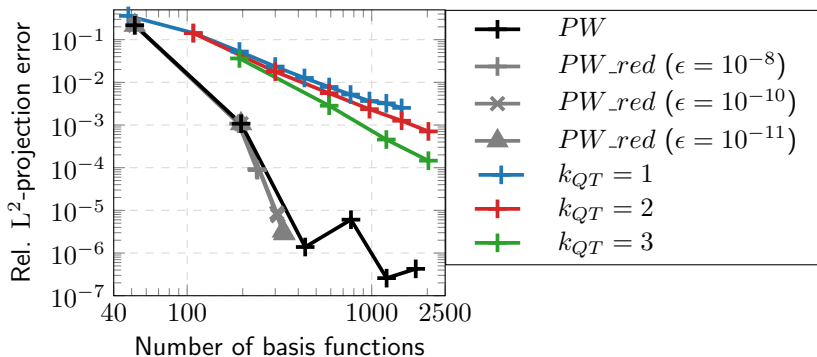 Rel. L²-projection error
10⁻¹
10⁻²
10⁻³
10⁻⁴
10⁻⁵
10⁻⁶
10⁻⁷
40 100 1000 2500
Number of basis functions
PW
PW_red (ϵ = 10⁻⁸)
PW_red (ϵ = 10⁻¹⁰)
PW_red (ϵ = 10⁻¹¹)
k_QT = 1
k_QT = 2
k_QT = 3